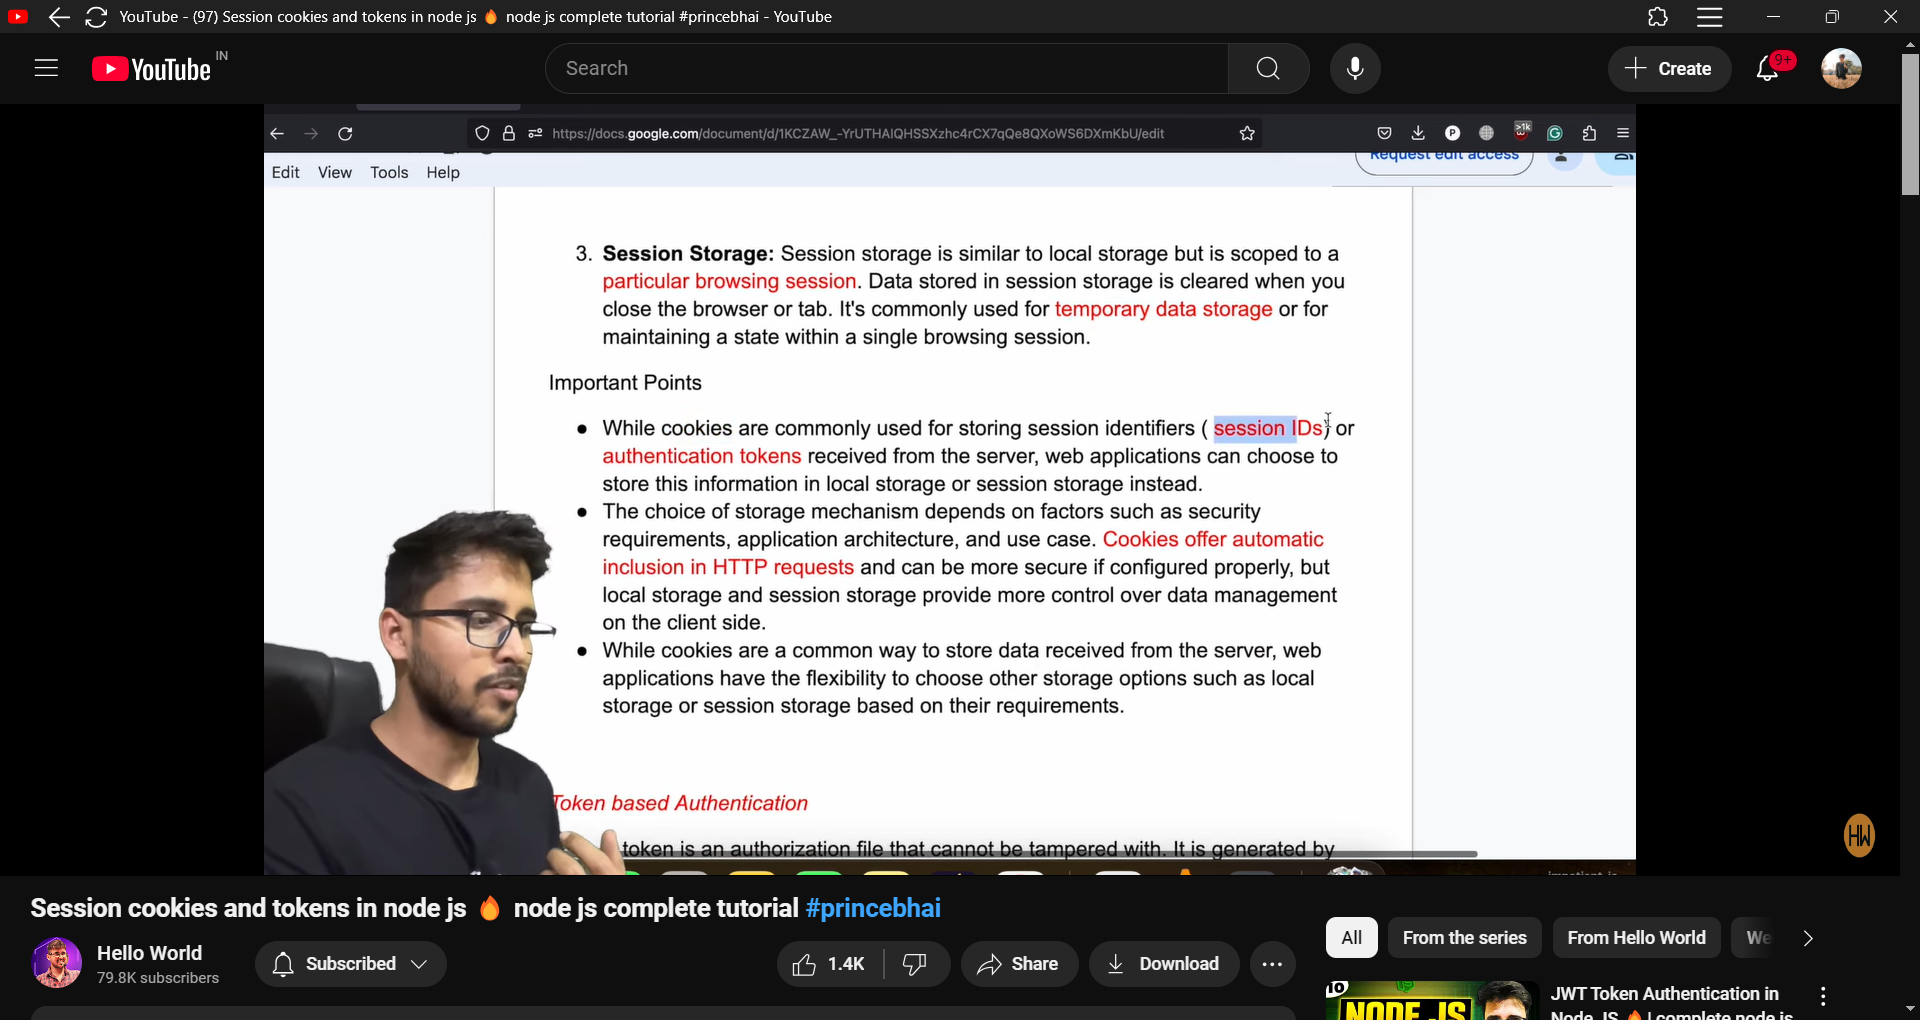 YouTube - (97) Session cookies and tokens in node js 🔥 node js complete tutorial #princebhai - YouTube
YouTube IN
Search
Create
9+
https://docs.google.com/document/d/1KCZAW_-YrUTHAIQHSSXzhc4rCX7qQe8QXoWS6DXmKbU/edit
>1k
Edit View Tools Help
Request edit access
3. Session Storage: Session storage is similar to local storage but is scoped to a
particular browsing session. Data stored in session storage is cleared when you
close the browser or tab. It's commonly used for temporary data storage or for
maintaining a state within a single browsing session.
Important Points
● While cookies are commonly used for storing session identifiers ( session IDs) or
authentication tokens received from the server, web applications can choose to
store this information in local storage or session storage instead.
● The choice of storage mechanism depends on factors such as security
requirements, application architecture, and use case. Cookies offer automatic
inclusion in HTTP requests and can be more secure if configured properly, but
local storage and session storage provide more control over data management
on the client side.
● While cookies are a common way to store data received from the server, web
applications have the flexibility to choose other storage options such as local
storage or session storage based on their requirements.
Token based Authentication
token is an authorization file that cannot be tampered with. It is generated by
HW
Session cookies and tokens in node js 🔥 node js complete tutorial #princebhai
Hello World
79.8K subscribers
Subscribed
1.4K
Share
Download
All
From the series
From Hello World
We
NODE JS
JWT Token Authentication in
Node JS 🔥 | complete node js